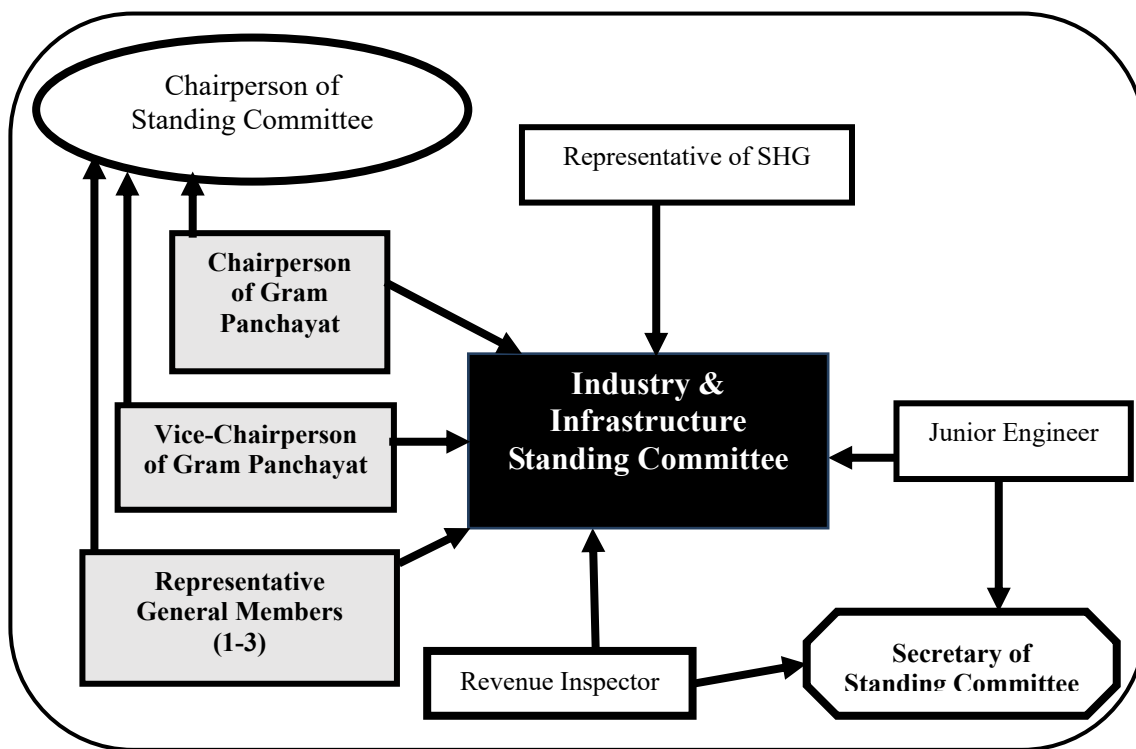 Chairperson of
Standing Committee
Representative of SHG
Chairperson
of Gram
Panchayat
Industry &
Infrastructure
Standing Committee
Vice-Chairperson
of Gram Panchayat
Junior Engineer
Representative
General Members
(1-3)
Revenue Inspector
Secretary of
Standing Committee